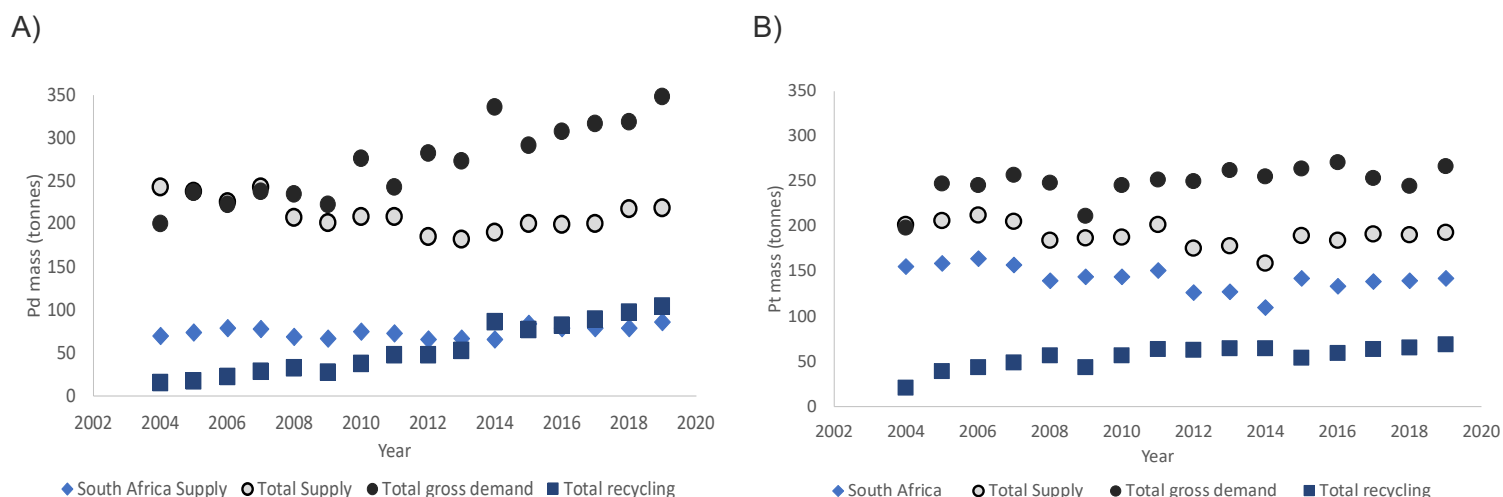 A)
350
300
250
200
150
100
50
0
Pd mass (tonnes)
2002 2004 2006 2008 2010 2012 2014 2016 2018 2020
Year
South Africa Supply Total Supply Total gross demand Total recycling
B)
350
300
250
200
150
100
50
0
Pt mass (tonnes)
2002 2004 2006 2008 2010 2012 2014 2016 2018 2020
Year
South Africa Total Supply Total gross demand Total recycling